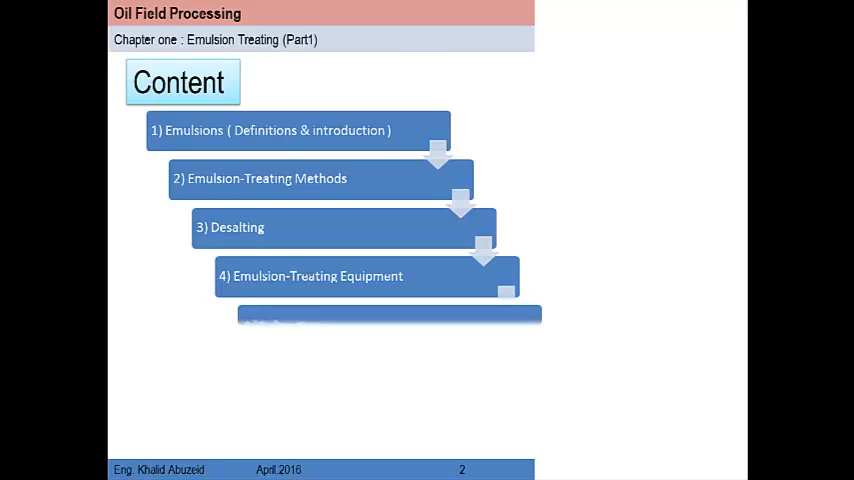 Oil Field Processing
Chapter one : Emulsion Treating (Part1)
Content
1) Emulsions ( Definitions & introduction )
2) Emulsion-Treating Methods
3) Desalting
4) Emulsion-Treating Equipment
Eng. Khalid Abuzeid April.2016 2